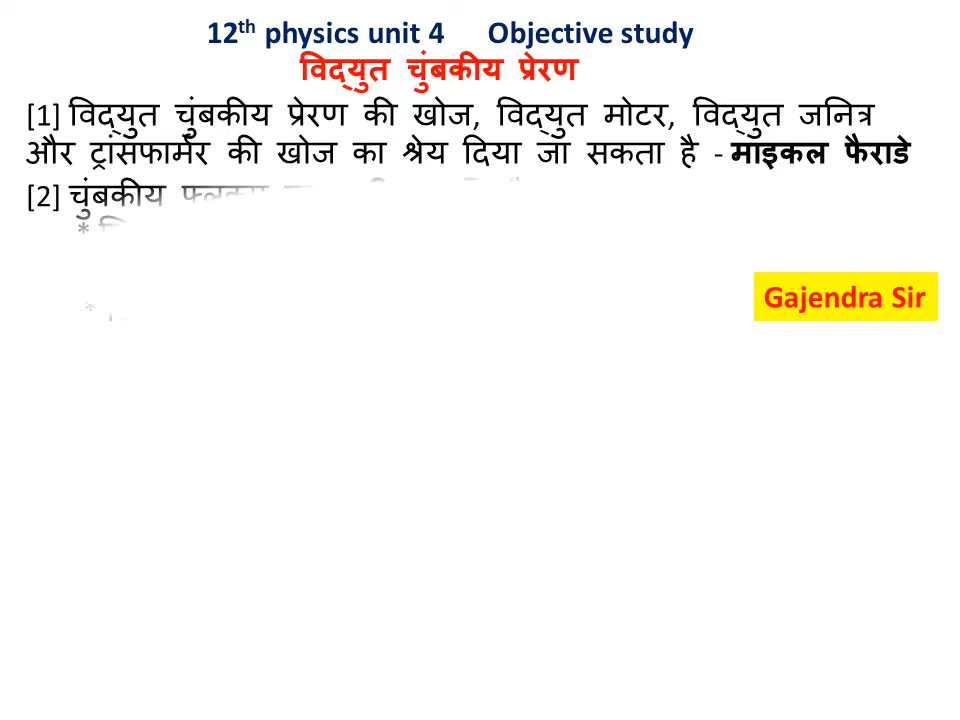 12th physics unit 4 Objective study
विद्युत चुंबकीय प्रेरण
[1] विद्युत चुंबकीय प्रेरण की खोज, विद्युत मोटर, विद्युत जनित्र
और ट्रांसफार्मर की खोज का श्रेय दिया जा सकता है - माइकल फैराडे
[2] चुंबकीय
*
Gajendra Sir
*